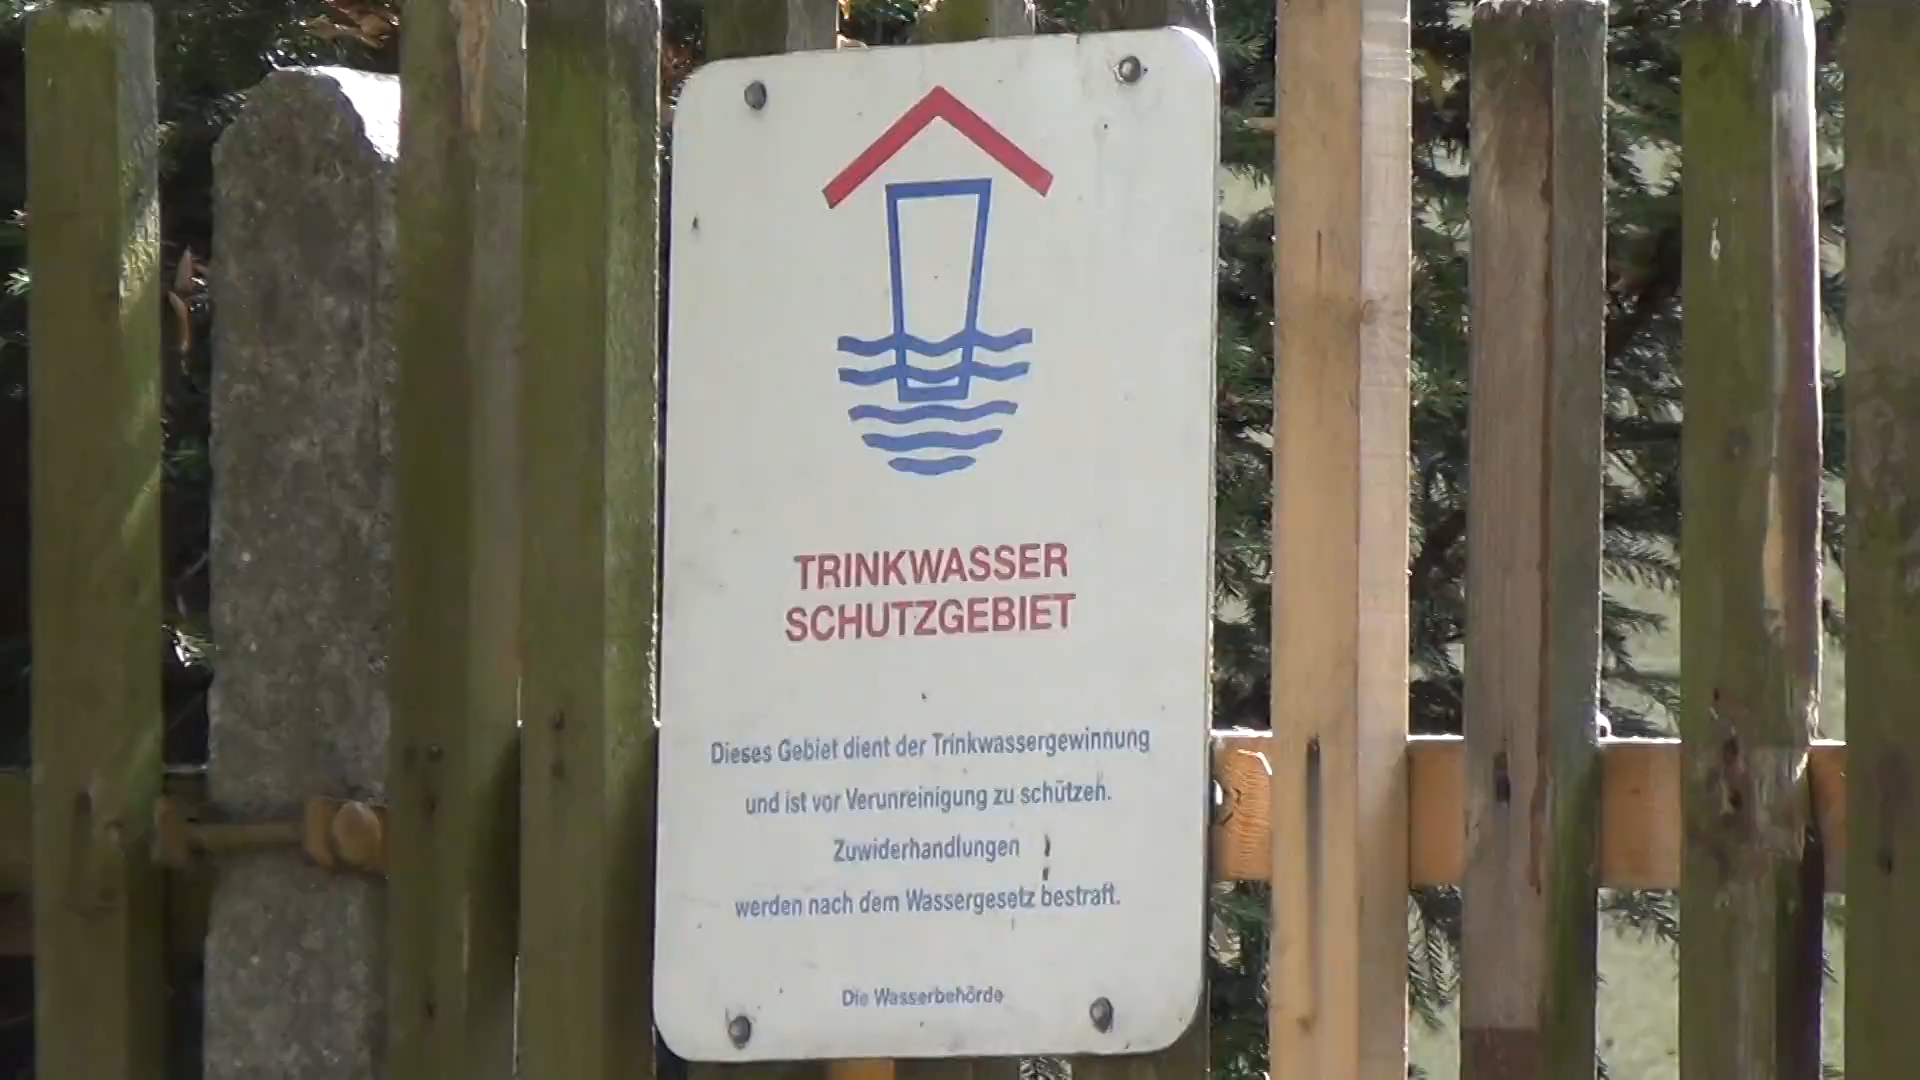 TRINKWASSER
SCHUTZGEBIET
Dieses Gebiet dient der Trinkwassergewinnung
und ist vor Verunreinigung zu schützen.
Zuwiderhandlungen
werden nach dem Wassergesetz bestraft.
Die Wasserbehörde